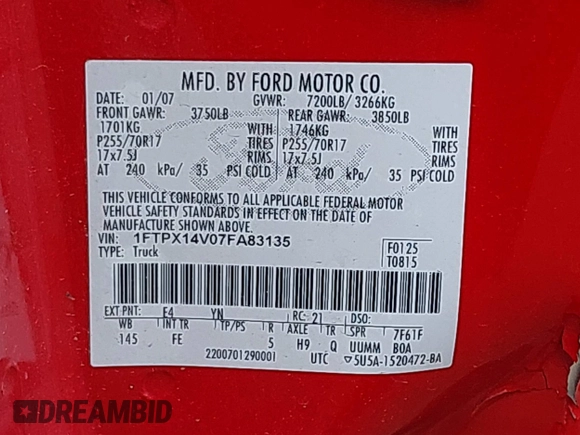 MFD. BY FORD MOTOR CO.
DATE: 01/07 GVWR: 7200LB/ 3266KG
FRONT GAWR: 3750LB REAR GAWR: 3850LB
1701KG WITH 1746KG WITH
P255/70R17 TIRES P255/70R17 TIRES
17x7.5J RIMS 17x7.5J RIMS
AT 240 kPa/ 35 PSI COLD AT 240 kPa/ 35 PSI COLD
THIS VEHICLE CONFORMS TO ALL APPLICABLE FEDERAL MOTOR
VEHICLE SAFETY STANDARDS IN EFFECT ON THE DATE OF
MANUFACTURE SHOWN ABOVE.
VIN: 1FTPX14V07FA83135
TYPE: Truck
F0125
T0815
EXT PNT: E4 YN RC: 21 DSO:
WB INT TR TP/PS R AXLE TR SPR 7F61F
145 FE 5 H9 Q UUMM BOA
2200701290001 UTC ▽5U5A-1520472-BA
DREAMBID